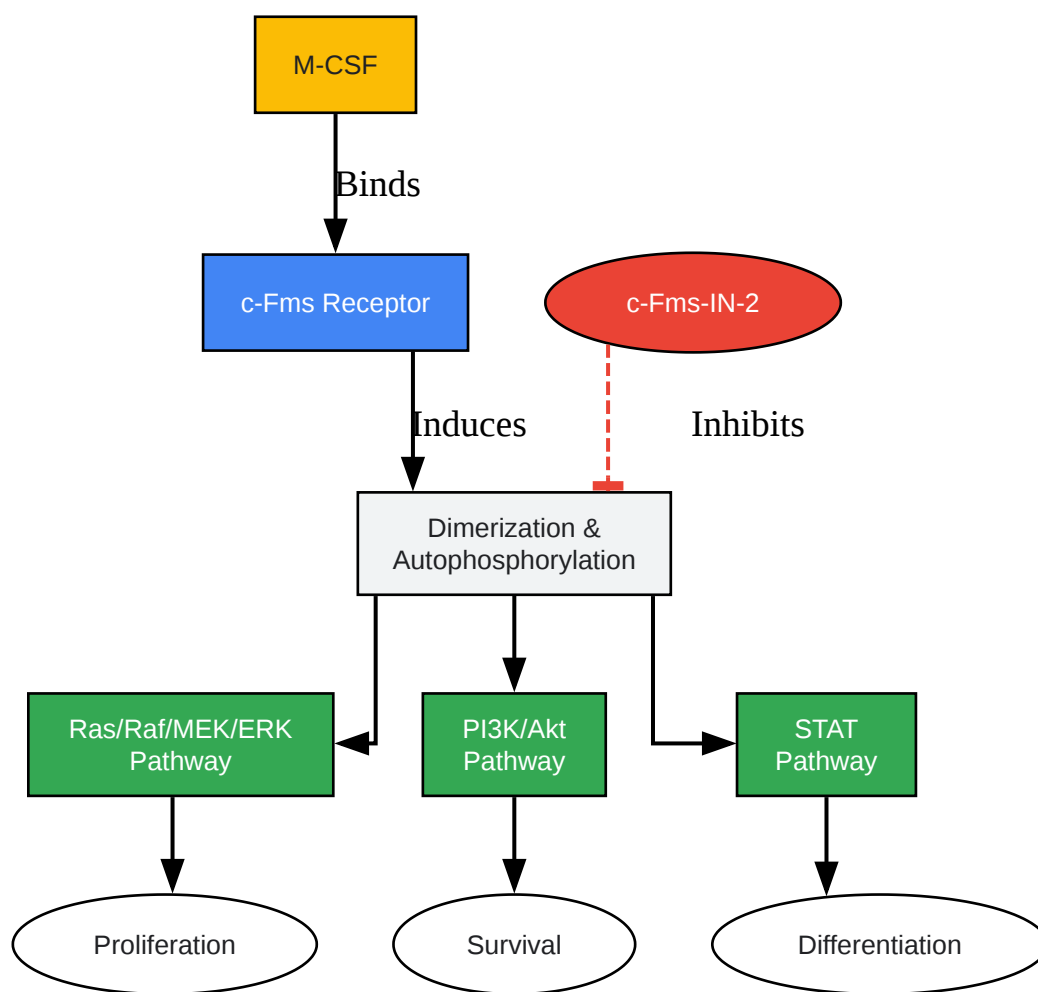 M-CSF
Binds
c-Fms Receptor
c-Fms-IN-2
Induces
Inhibits
Dimerization &
Autophosphorylation
Ras/Raf/MEK/ERK
Pathway
PI3K/Akt
Pathway
STAT
Pathway
Proliferation
Survival
Differentiation